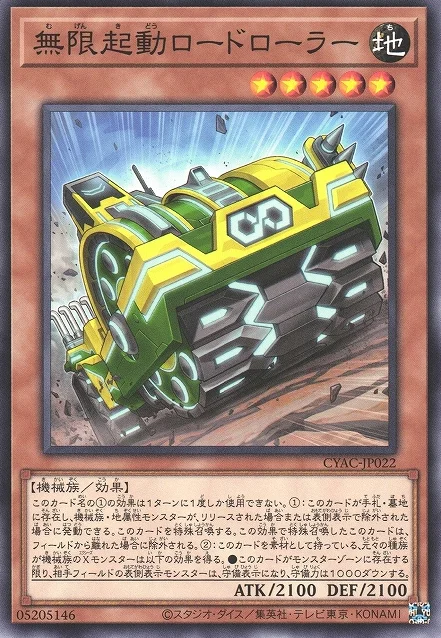 無限起動ロードローラー
地
CYAC-JP022
【機械族／効果】
このカード名の①の効果は1ターンに1度しか使用できない。①：このカードが手札・墓地
に存在し、機械族・地属性モンスターが、リリースされた場合または表側表示で除外された
場合に発動できる。このカードを特殊召喚する。この効果で特殊召喚したこのカードは、
フィールドから離れた場合に除外される。②：このカードを素材として持っている、元々の種族
が機械族のXモンスターは以下の効果を得る。●このカードがモンスターゾーンに存在する
限り、相手フィールドの表側表示モンスターは、守備表示になり、守備力は1000ダウンする。
ATK/2100 DEF/2100
05205146
©スタジオ・ダイス／集英社・テレビ東京・KONAMI